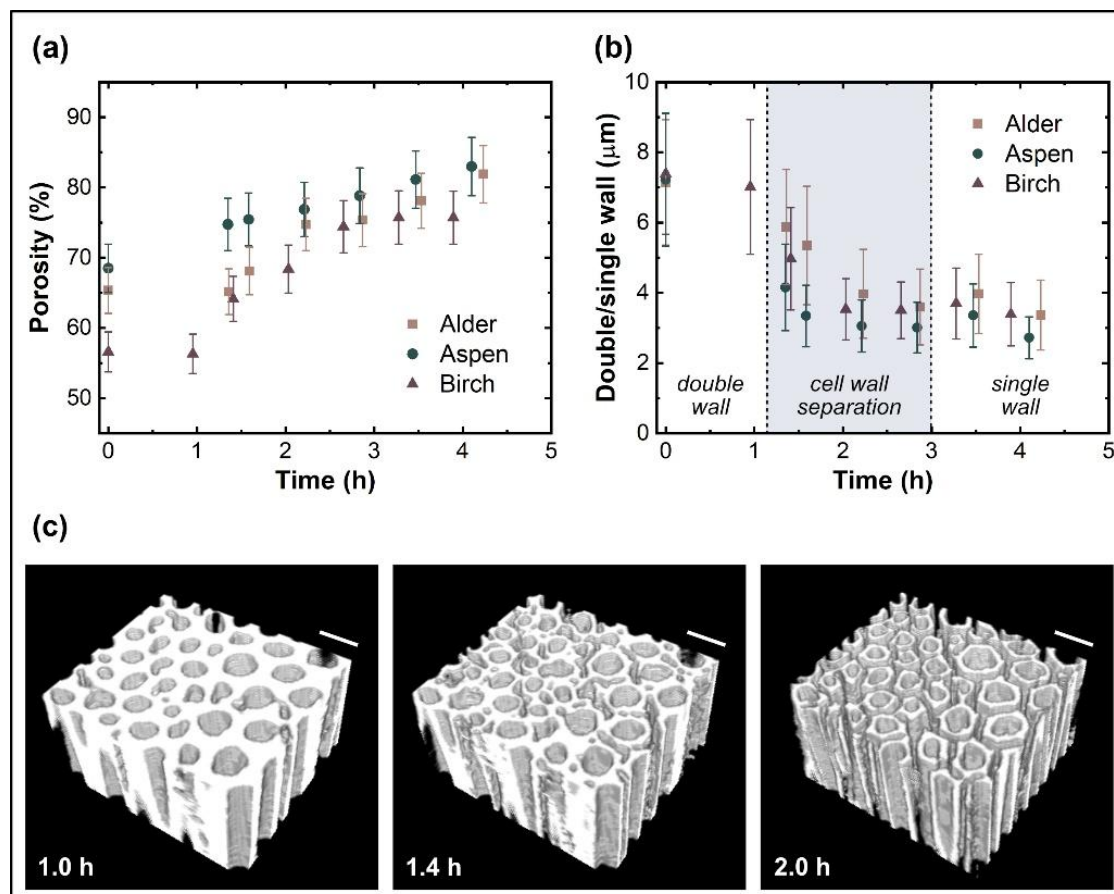 (a)
90
80
70
60
50
Porosity (%)
Alder
Aspen
Birch
0 1 2 3 4 5
Time (h)
(b)
10
8
6
4
2
0
Double/single wall (μm)
Alder
Aspen
Birch
double
wall
cell wall
separation
single
wall
0 1 2 3 4 5
Time (h)
(c)
1.0 h
1.4 h
2.0 h